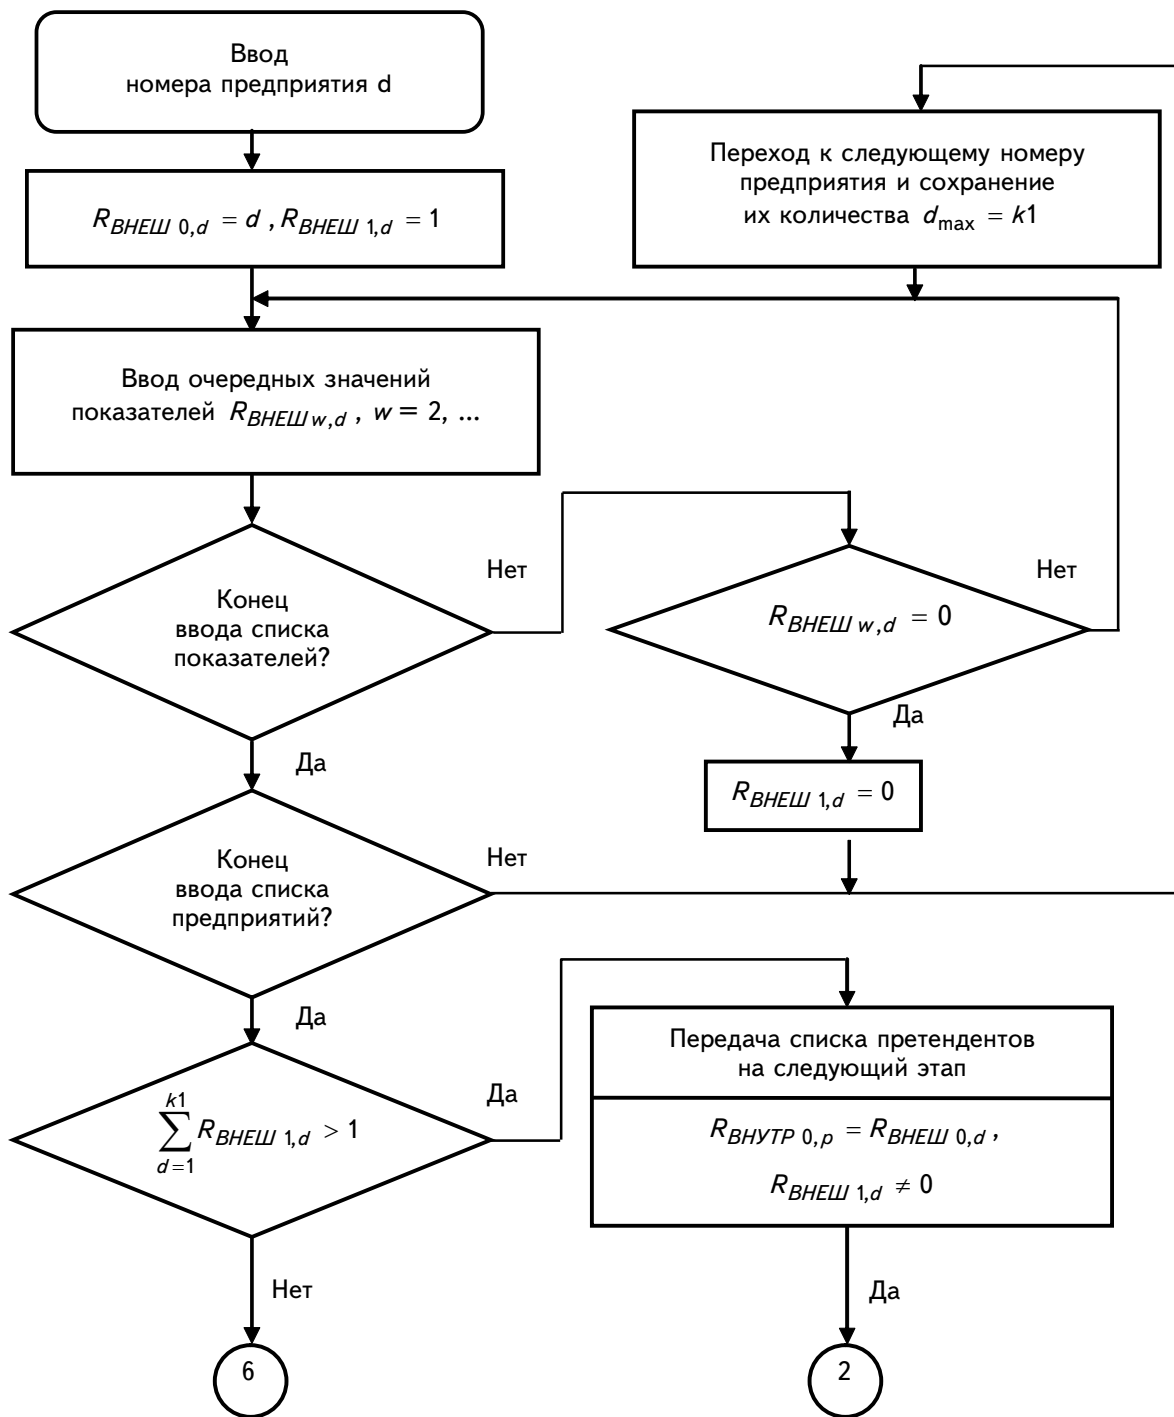 Ввод
номера предприятия d
Переход к следующему номеру
предприятия и сохранение
их количества d_max = k1
R_ВНЕШ 0,d = d , R_ВНЕШ 1,d = 1
Ввод очередных значений
показателей R_ВНЕШ w,d , w = 2, ...
Нет
Конец
ввода списка
показателей?
Нет
R_ВНЕШ w,d = 0
Да
Да
R_ВНЕШ 1,d = 0
Нет
Конец
ввода списка
предприятий?
Да
Передача списка претендентов
на следующий этап
Да
∑_{d=1}^{k1} R_ВНЕШ 1,d > 1
R_ВНУТР 0,p = R_ВНЕШ 0,d ,
R_ВНЕШ 1,d ≠ 0
Нет
Да
6
2